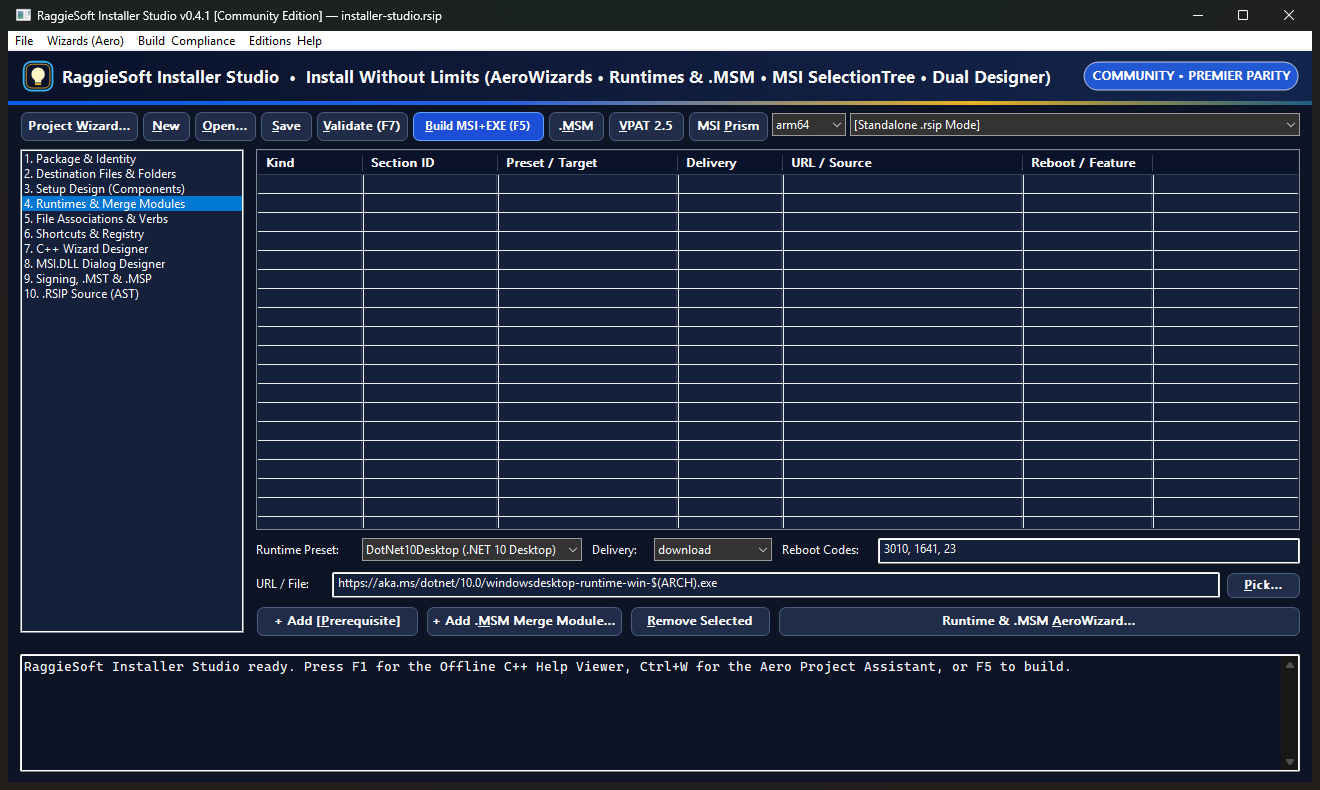 RaggieSoft Installer Studio v0.4.1 [Community Edition] — installer-studio.rsip
File Wizards (Aero) Build Compliance Editions Help
RaggieSoft Installer Studio • Install Without Limits (AeroWizards • Runtimes & .MSM • MSI SelectionTree • Dual Designer)
COMMUNITY • PREMIER PARITY
Project Wizard... New Open... Save Validate (F7) Build MSI+EXE (F5) .MSM VPAT 2.5 MSI Prism arm64 [Standalone .rsip Mode]
1. Package & Identity
2. Destination Files & Folders
3. Setup Design (Components)
4. Runtimes & Merge Modules
5. File Associations & Verbs
6. Shortcuts & Registry
7. C++ Wizard Designer
8. MSI.DLL Dialog Designer
9. Signing, .MST & .MSP
10. .RSIP Source (AST)
Kind Section ID Preset / Target Delivery URL / Source Reboot / Feature
Runtime Preset: DotNet10Desktop (.NET 10 Desktop) Delivery: download Reboot Codes: 3010, 1641, 23
URL / File: https://aka.ms/dotnet/10.0/windowsdesktop-runtime-win-$(ARCH).exe Pick...
+ Add [Prerequisite] + Add .MSM Merge Module... Remove Selected Runtime & .MSM AeroWizard...
RaggieSoft Installer Studio ready. Press F1 for the Offline C++ Help Viewer, Ctrl+W for the Aero Project Assistant, or F5 to build.